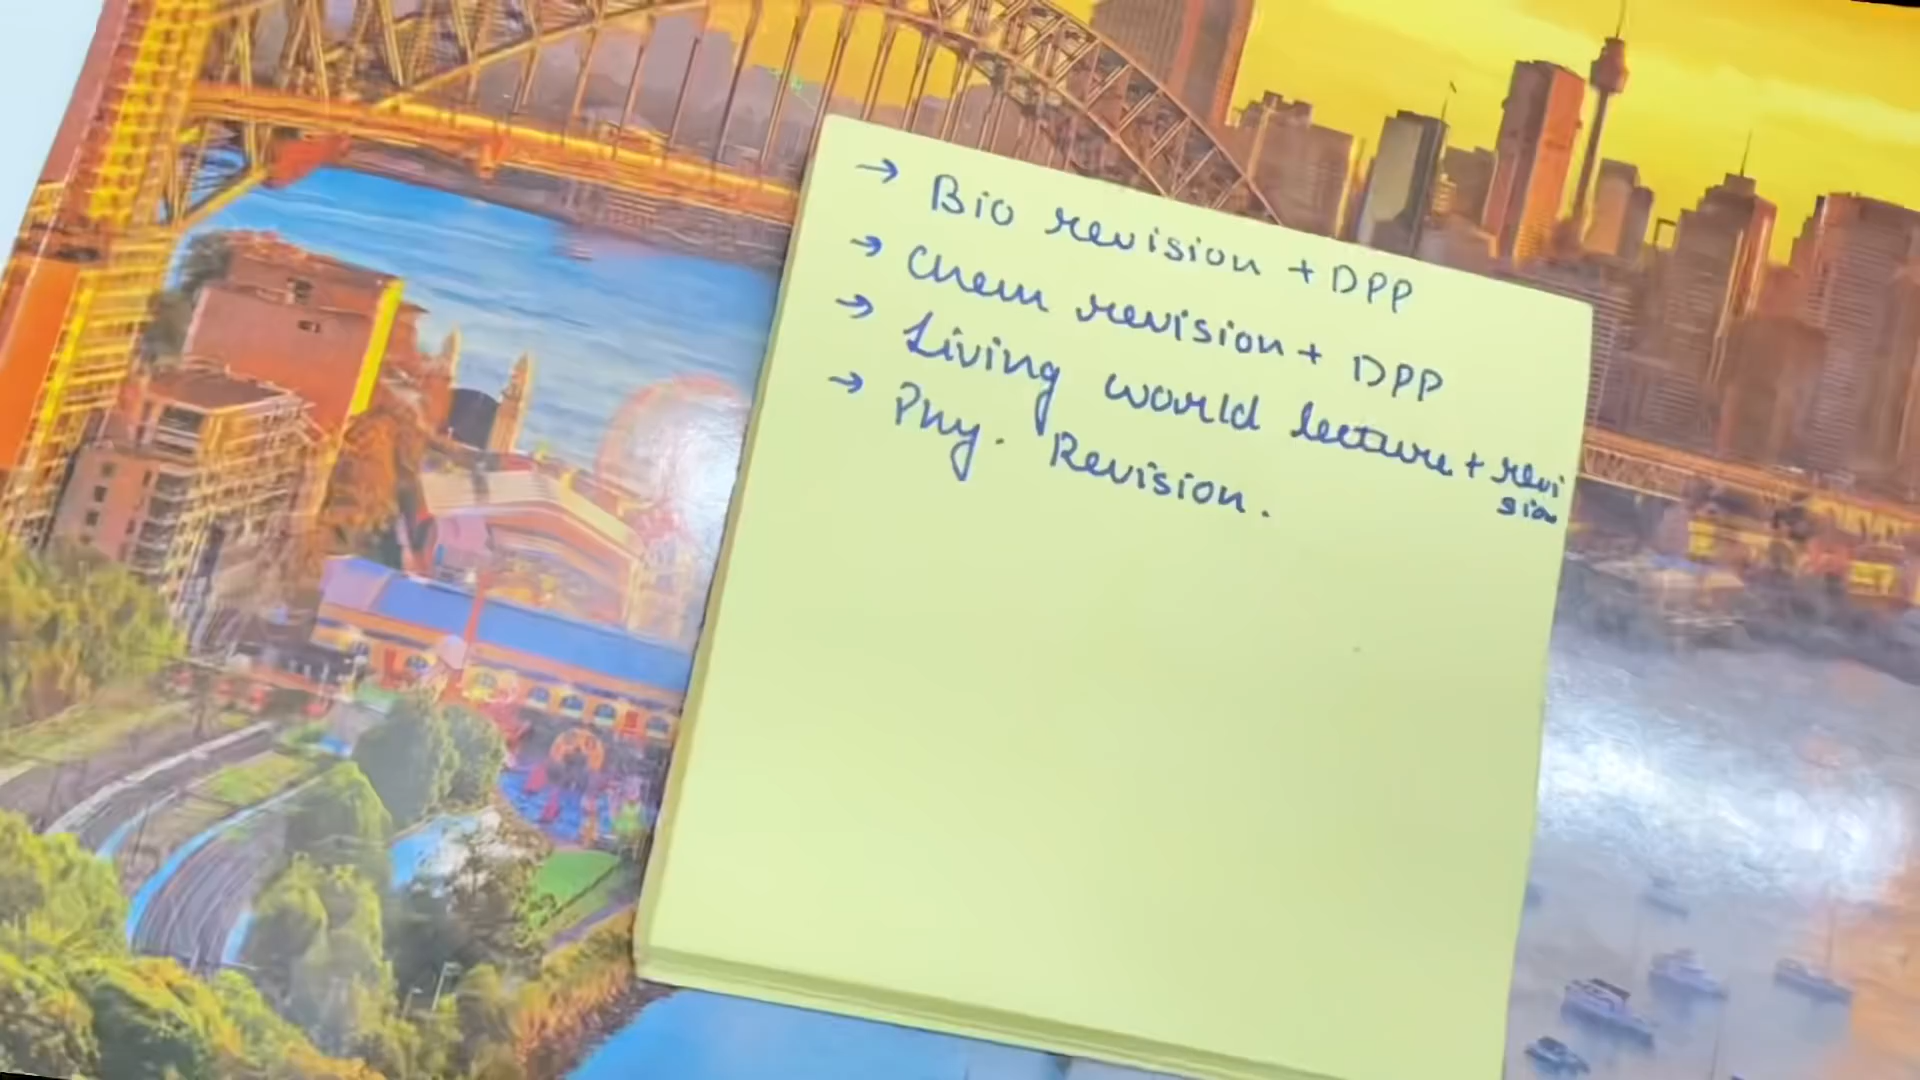 → Bio revision + DPP
→ Chem revision + DPP
→ Living world lecture + revi
sion
→ Phy. Revision.